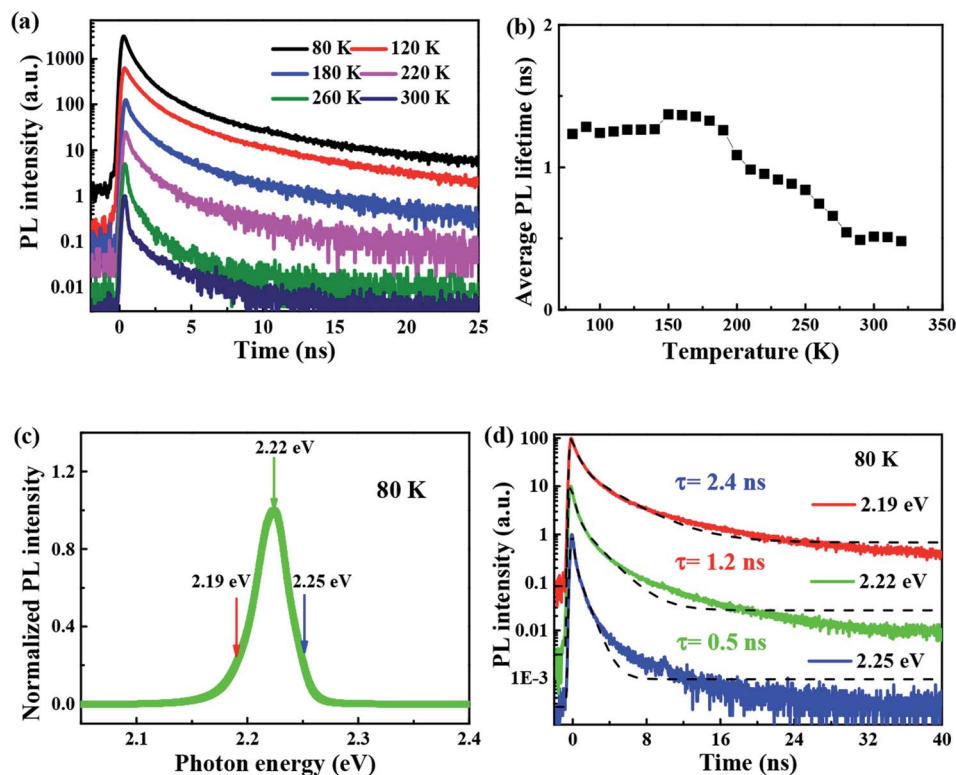 (a)
PL intensity (a.u.)
1000
100
10
1
0.1
0.01
80 K 120 K
180 K 220 K
260 K 300 K
0 5 10 15 20 25
Time (ns)
(b)
Average PL lifetime (ns)
2
1
0
100 150 200 250 300 350
Temperature (K)
(c)
Normalized PL intensity
1.2
0.8
0.4
0.0
2.22 eV
80 K
2.19 eV 2.25 eV
2.1 2.2 2.3 2.4
Photon energy (eV)
(d)
PL intensity (a.u.)
100
10
1
0.1
0.01
1E-3
80 K
τ= 2.4 ns
2.19 eV
τ= 1.2 ns
2.22 eV
τ= 0.5 ns
2.25 eV
0 8 16 24 32 40
Time (ns)